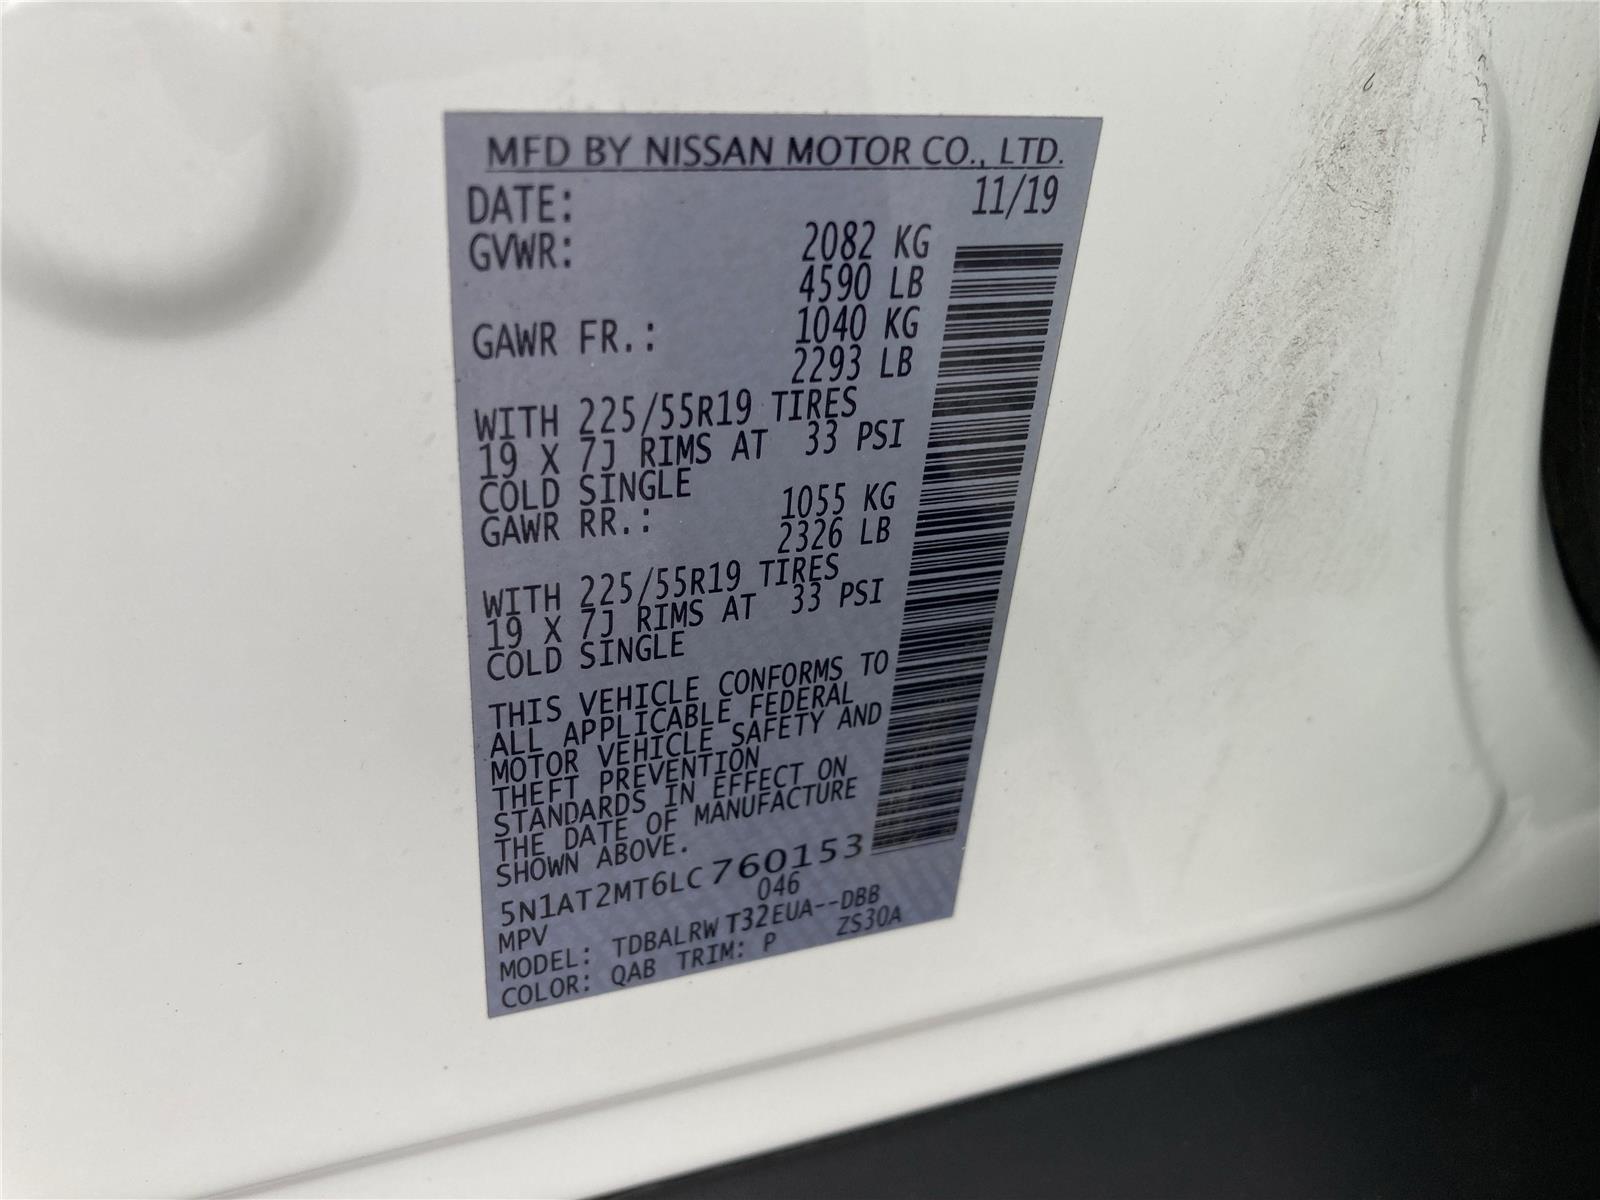 MFD BY NISSAN MOTOR CO., LTD.
DATE: 11/19
GVWR: 2082 KG
4590 LB
GAWR FR.: 1040 KG
2293 LB
WITH 225/55R19 TIRES
19 X 7J RIMS AT 33 PSI
COLD SINGLE
GAWR RR.: 1055 KG
2326 LB
WITH 225/55R19 TIRES
19 X 7J RIMS AT 33 PSI
COLD SINGLE
THIS VEHICLE CONFORMS TO
ALL APPLICABLE FEDERAL
MOTOR VEHICLE SAFETY AND
THEFT PREVENTION
STANDARDS IN EFFECT ON
THE DATE OF MANUFACTURE
SHOWN ABOVE.
5N1AT2MT6LC760153
MPV 046
MODEL: TDBALRWT32EUA--DBB
COLOR: QAB TRIM: P ZS30A